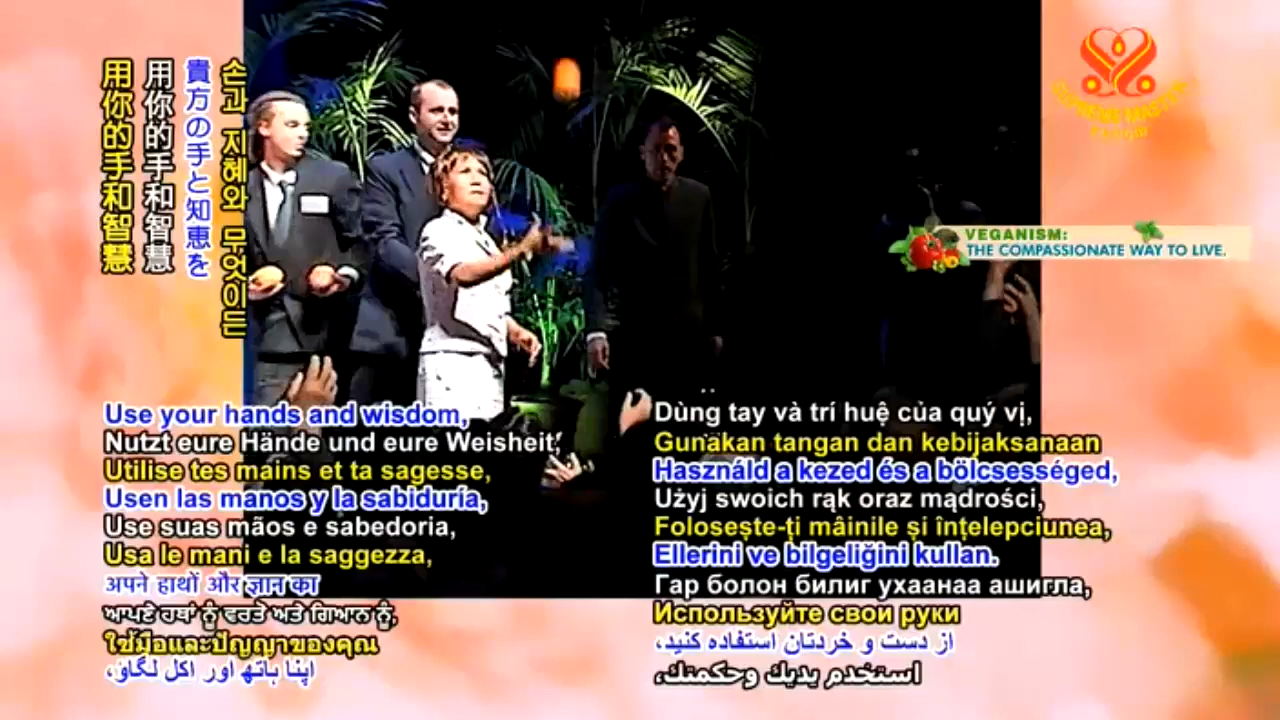 用你的手和智慧
用你的手和智慧
貴方の手と知恵を
손과 지혜와 무엇이든
SUPREME MASTER
VEGANISM:
THE COMPASSIONATE WAY TO LIVE.
Use your hands and wisdom,
Nutzt eure Hände und eure Weisheit,
Utilise tes mains et ta sagesse,
Usen las manos y la sabiduría,
Use suas mãos e sabedoria,
Usa le mani e la saggezza,
अपने हाथों और ज्ञान का
ਆਪਣੇ ਹਥਾਂ ਨੂੰ ਵਰਤੋ ਅਤੇ ਗਿਆਨ ਨੂੰ,
ใช้มือและปัญญาของคุณ
اپنا ہاتھ اور اکل لگاؤ،
Dùng tay và trí huệ của quý vị,
Gunakan tangan dan kebijaksanaan
Használd a kezed és a bölcsességed,
Użyj swoich rąk oraz mądrości,
Folosește-ți mâinile și înțelepciunea,
Ellerini ve bilgeliğini kullan.
Гар болон билиг ухаанаа ашигла,
Используйте свои руки
از دست و خردتان استفاده کنید،
استخدم يديك وحكمتك،